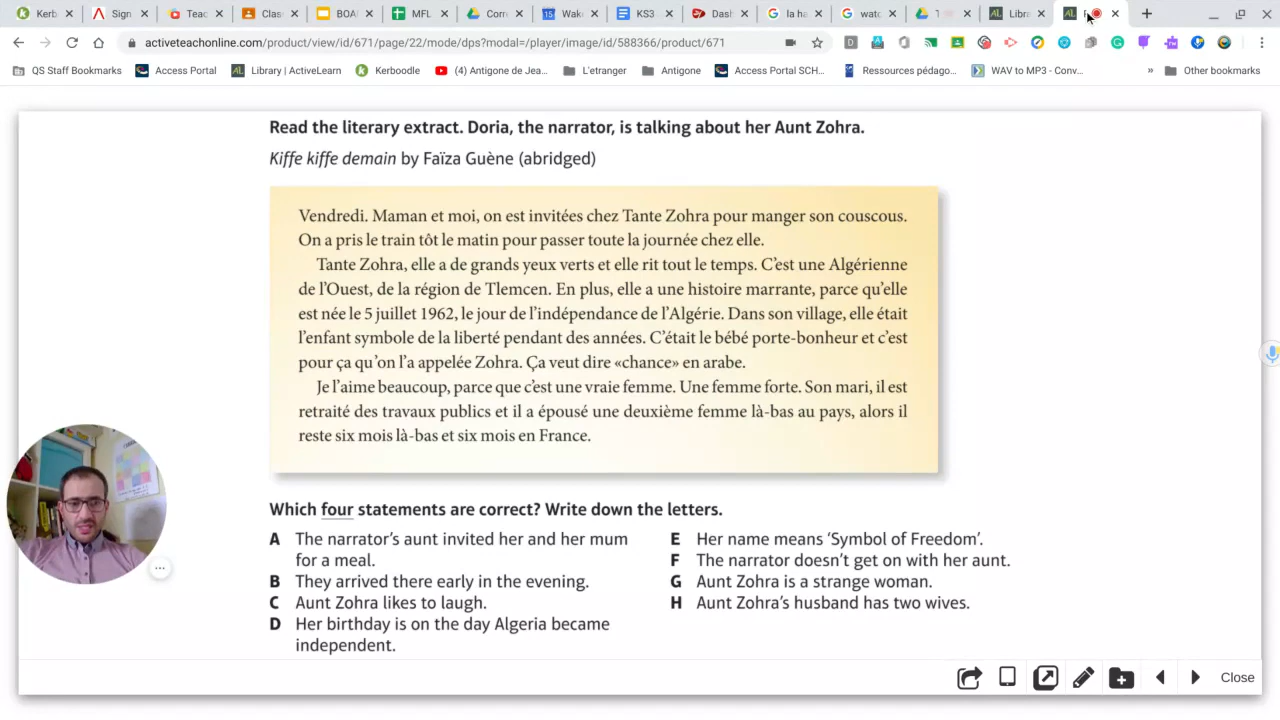 Kerb
Sign
Teac
Clas
BOA
MFL
Corr
Wak
KS3
Dash
la h
watc
T
Libra
activeteachonline.com/product/view/id/671/page/22/mode/dps?modal=/player/image/id/588366/product/671
QS Staff Bookmarks
Access Portal
Library | ActiveLearn
Kerboodle
(4) Antigone de Jea...
L'etranger
Antigone
Access Portal SCH...
Ressources pédago...
WAV to MP3 - Conv...
»
Other bookmarks
Read the literary extract. Doria, the narrator, is talking about her Aunt Zohra.
Kiffe kiffe demain by Faïza Guène (abridged)
Vendredi. Maman et moi, on est invitées chez Tante Zohra pour manger son couscous.
On a pris le train tôt le matin pour passer toute la journée chez elle.
Tante Zohra, elle a de grands yeux verts et elle rit tout le temps. C'est une Algérienne
de l'Ouest, de la région de Tlemcen. En plus, elle a une histoire marrante, parce qu'elle
est née le 5 juillet 1962, le jour de l'indépendance de l'Algérie. Dans son village, elle était
l'enfant symbole de la liberté pendant des années. C'était le bébé porte-bonheur et c'est
pour ça qu'on l'a appelée Zohra. Ça veut dire «chance» en arabe.
Je l'aime beaucoup, parce que c'est une vraie femme. Une femme forte. Son mari, il est
retraité des travaux publics et il a épousé une deuxième femme là-bas au pays, alors il
reste six mois là-bas et six mois en France.
Which four statements are correct? Write down the letters.
A The narrator's aunt invited her and her mum
for a meal.
B They arrived there early in the evening.
C Aunt Zohra likes to laugh.
D Her birthday is on the day Algeria became
independent.
E Her name means 'Symbol of Freedom'.
F The narrator doesn't get on with her aunt.
G Aunt Zohra is a strange woman.
H Aunt Zohra's husband has two wives.
Close